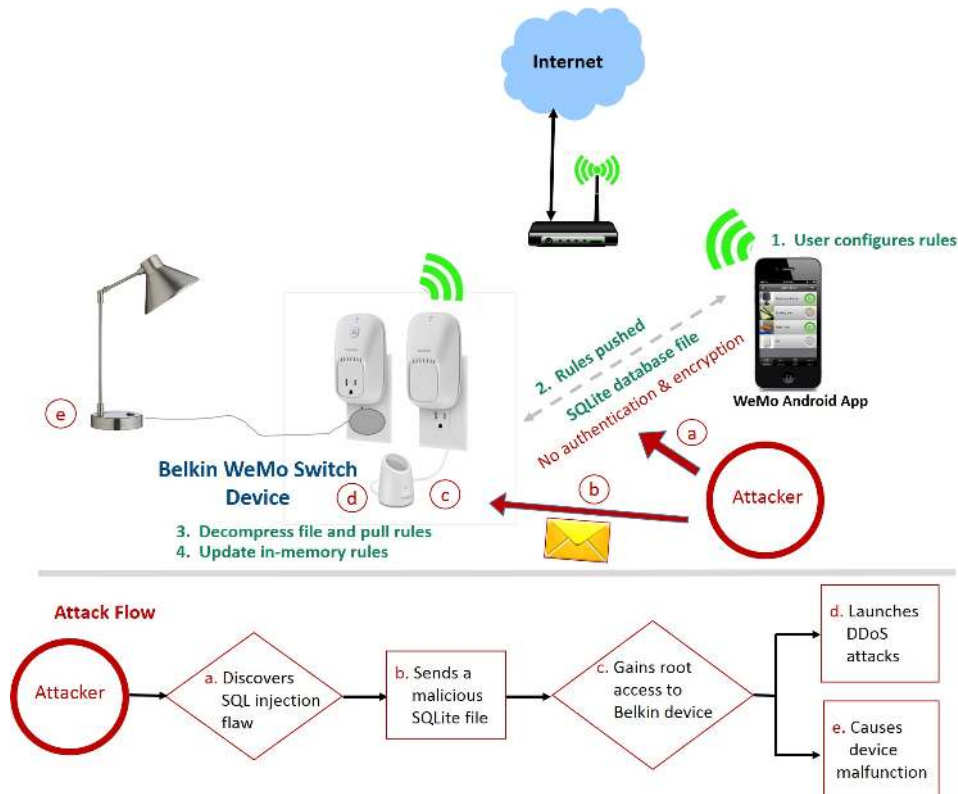 Internet
1. User configures rules
2. Rules pushed
SQLite database file
No authentication & encryption
WeMo Android App
a
Attacker
b
e
Belkin WeMo Switch
Device
d
c
3. Decompress file and pull rules
4. Update in-memory rules
Attack Flow
Attacker
a. Discovers
SQL injection
flaw
b. Sends a
malicious
SQLite file
c. Gains root
access to
Belkin device
d. Launches
DDoS
attacks
e. Causes
device
malfunction